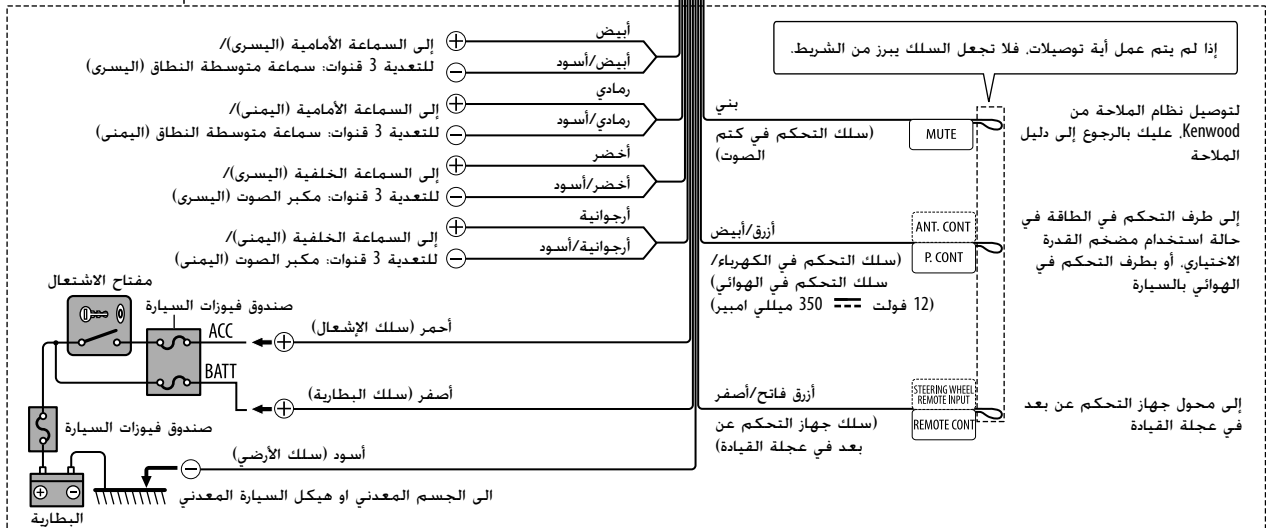 إذا لم يتم عمل أية توصيلات، فلا تجعل السلك يبرز من الشريط.
أبيض
أبيض/أسود
إلى السماعة الأمامية (اليسرى)/
للتعدية 3 قنوات: سماعة متوسطة النطاق (اليسرى)
رمادي
رمادي/أسود
إلى السماعة الأمامية (اليمنى)/
للتعدية 3 قنوات: سماعة متوسطة النطاق (اليمنى)
أخضر
أخضر/أسود
إلى السماعة الخلفية (اليسرى)/
للتعدية 3 قنوات: مكبر الصوت (اليسرى)
أرجوانية
أرجوانية/أسود
إلى السماعة الخلفية (اليمنى)/
للتعدية 3 قنوات: مكبر الصوت (اليمنى)
لتوصيل نظام الملاحة من
Kenwood، عليك بالرجوع إلى دليل
الملاحة
MUTE
بني
(سلك التحكم في كتم
الصوت)
إلى طرف التحكم في الطاقة في
حالة استخدام مضخم القدرة
الاختياري، أو بطرف التحكم في
الهوائي بالسيارة
ANT. CONT
P. CONT
أزرق/أبيض
(سلك التحكم في الكهرباء/
سلك التحكم في الهوائي)
(12 فولت ⎓ 350 ميللي امبير)
إلى محول جهاز التحكم عن بعد
في عجلة القيادة
STEERING WHEEL
REMOTE INPUT
REMOTE CONT
أزرق فاتح/أصفر
(سلك جهاز التحكم عن
بعد في عجلة القيادة)
مفتاح الاشتعال
صندوق فيوزات السيارة
ACC
أحمر (سلك الإشعال)
BATT
أصفر (سلك البطارية)
صندوق فيوزات السيارة
أسود (سلك الأرضي)
الى الجسم المعدني او هيكل السيارة المعدني
البطارية